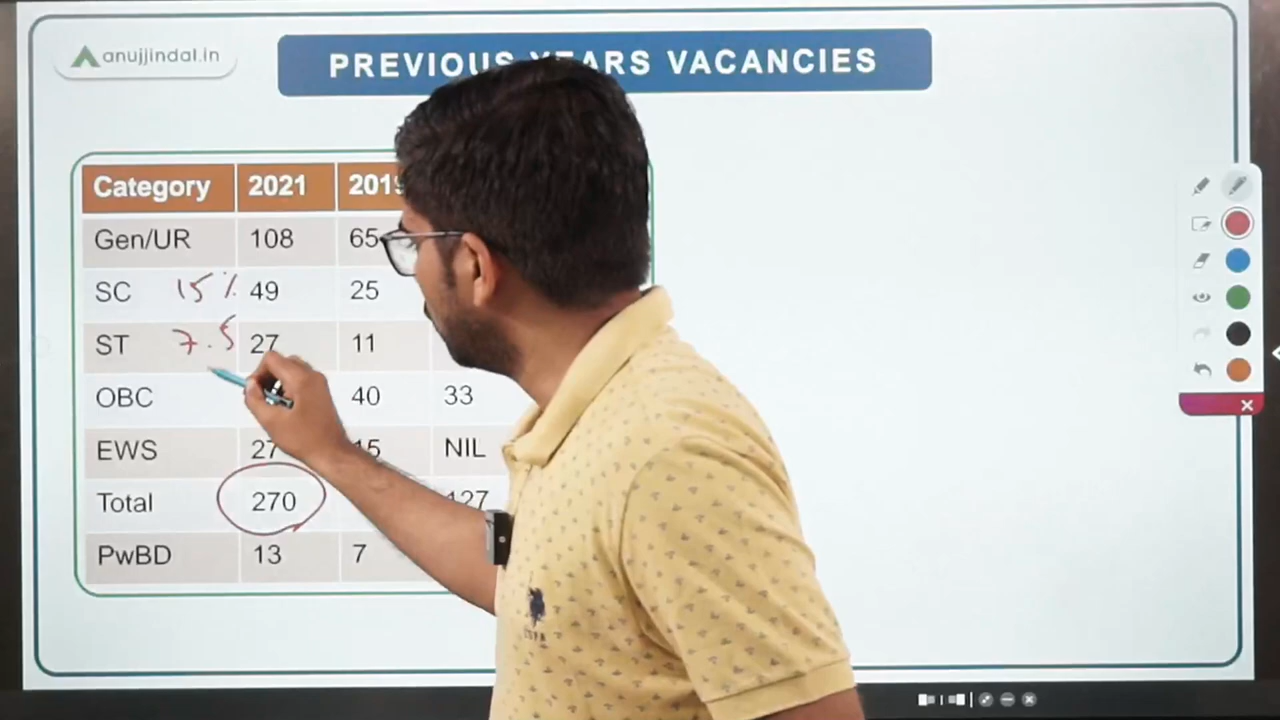 anujjindal.in
PREVIOUS YEARS VACANCIES
Category 2021 2019
Gen/UR 108 65
SC 15% 49 25
ST 7.5 27 11
OBC 40 33
EWS 27 15 NIL
Total 270 127
PwBD 13 7